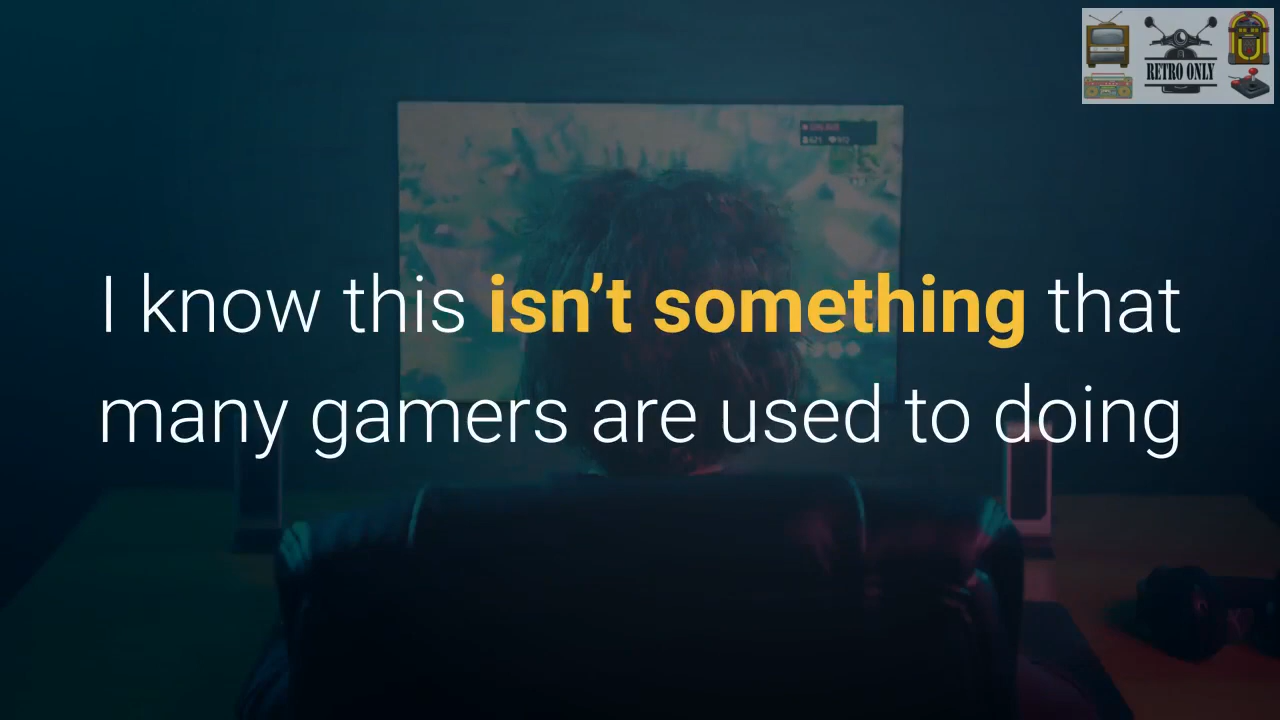 RETRO ONLY
I know this isn’t something that
many gamers are used to doing